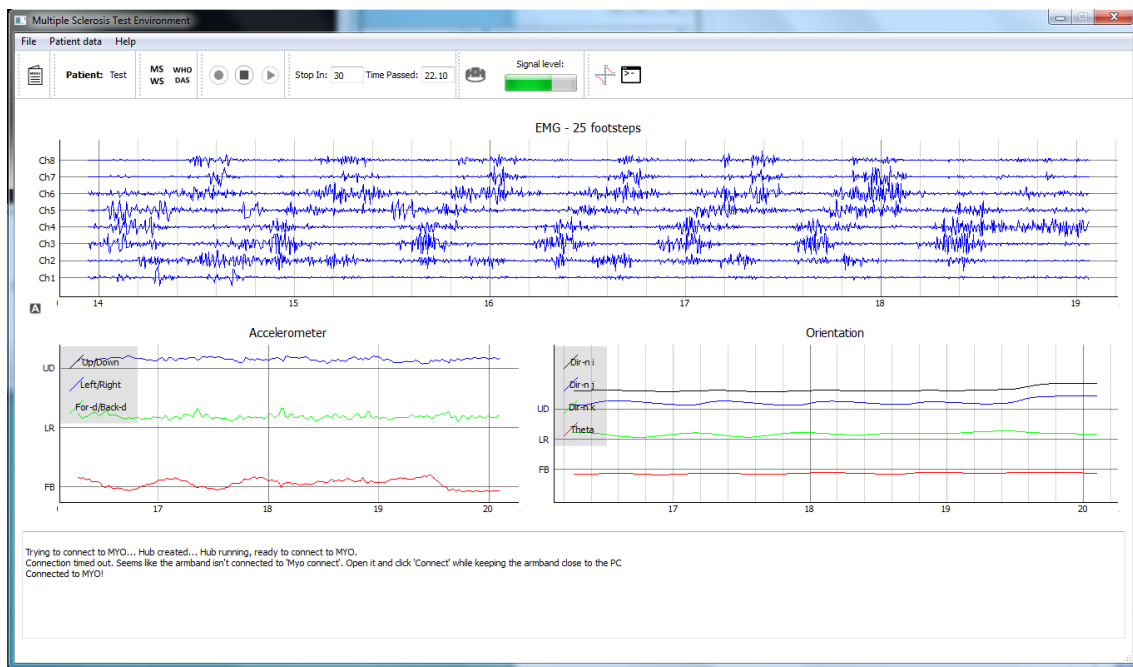 Multiple Sclerosis Test Environment
File Patient data Help
MENU
Patient: Test
MS WS
WHO DAS
Stop In: 30 Time Passed: 22.10
Signal level:
EMG - 25 footsteps
Ch8
Ch7
Ch6
Ch5
Ch4
Ch3
Ch2
Ch1
14 15 16 17 18 19
A
Accelerometer
Up/Down
UD
Left/Right
For-d/Back-d
LR
FB
17 18 19 20
Orientation
Dir-n i
Dir-n j
Dir-n k
UD
Theta
LR
FB
17 18 19 20
Trying to connect to MYO... Hub created... Hub running, ready to connect to MYO.
Connection timed out. Seems like the armband isn't connected to 'Myo connect'. Open it and click 'Connect' while keeping the armband close to the PC
Connected to MYO!